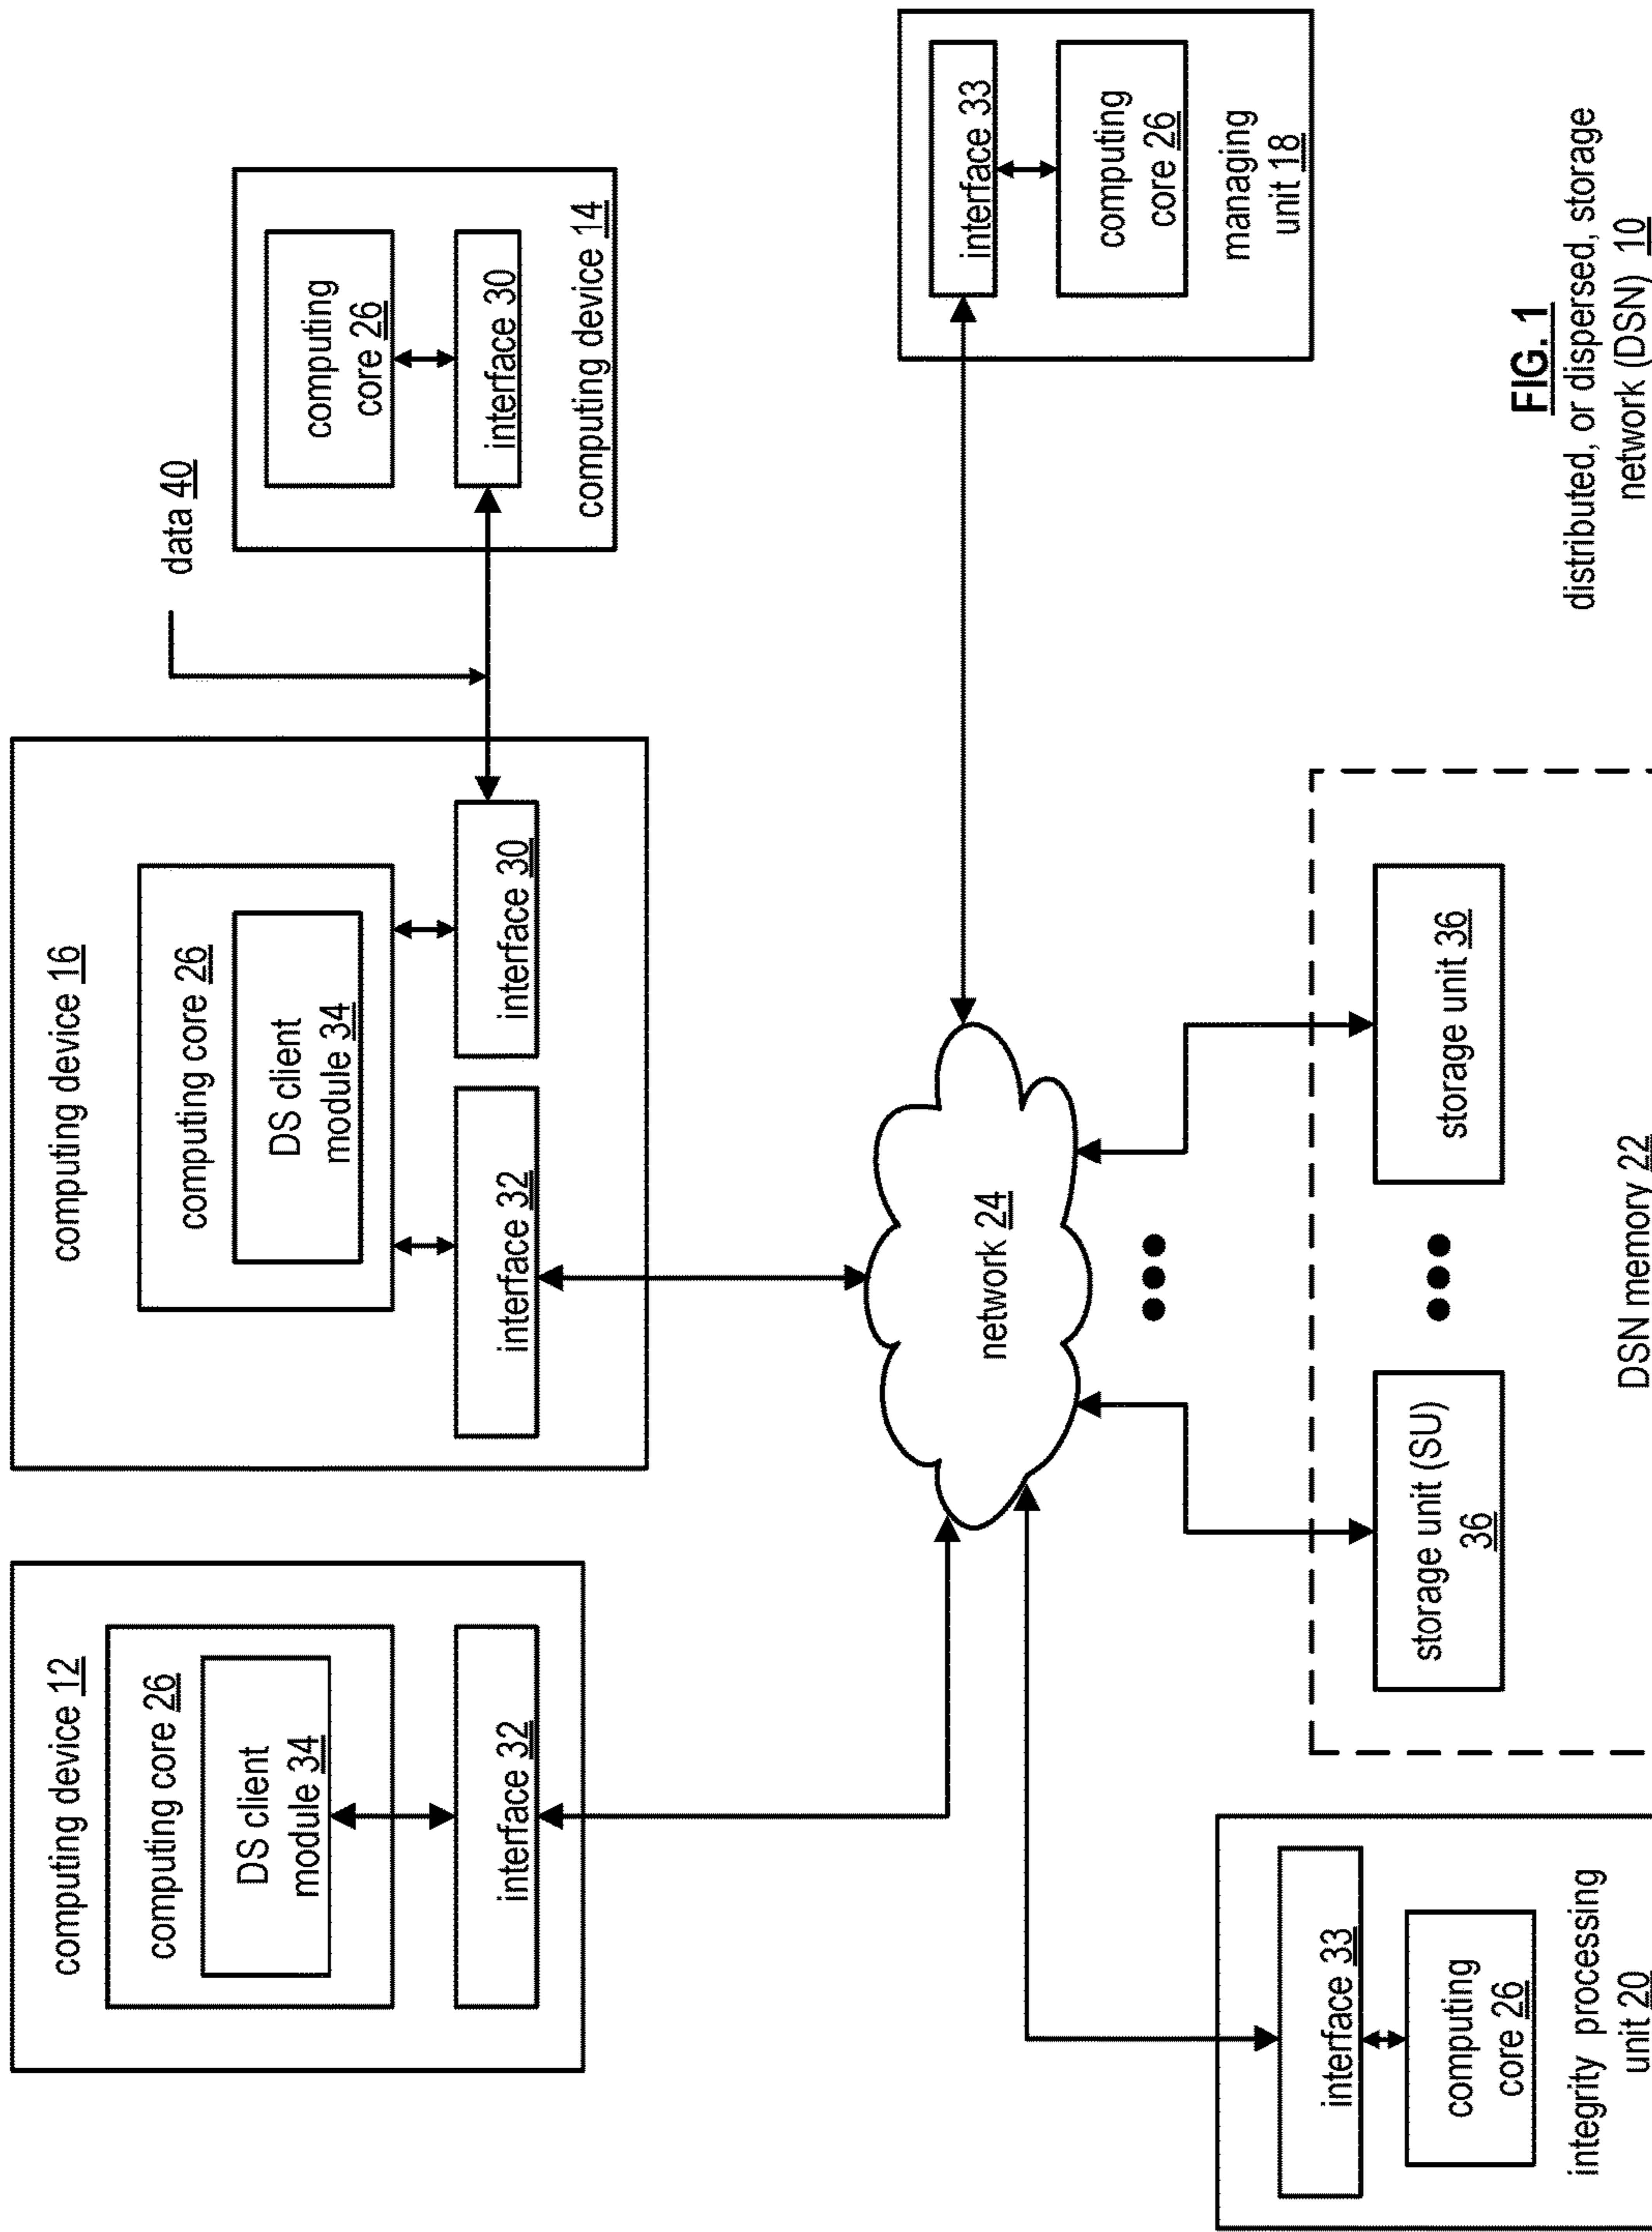 computing device 12
computing core 26
DS client
module 34
interface 32
computing device 16
computing core 26
DS client
module 34
interface 32
interface 30
data 40
computing
core 26
interface 30
computing device 14
network 24
interface 33
computing
core 26
managing
unit 18
interface 33
computing
core 26
integrity processing
unit 20
storage unit (SU)
36
storage unit 36
DSN memory 22
FIG. 1
distributed, or dispersed, storage
network (DSN) 10